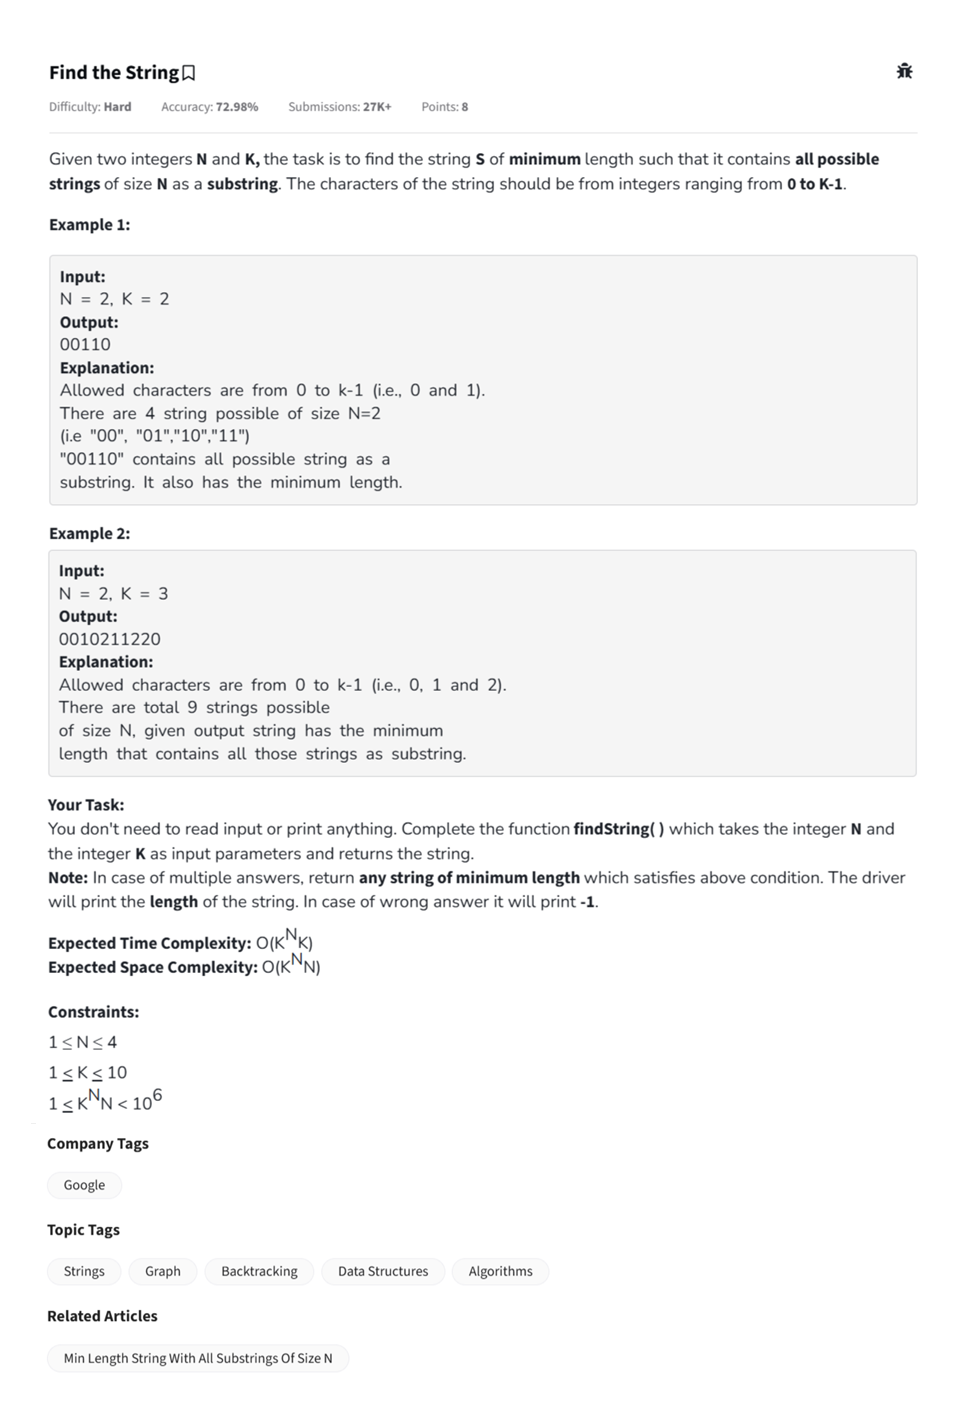 Find the String
Difficulty: Hard Accuracy: 72.98% Submissions: 27K+ Points: 8
Given two integers N and K, the task is to find the string S of minimum length such that it contains all possible
strings of size N as a substring. The characters of the string should be from integers ranging from 0 to K-1.
Example 1:
Input:
N = 2, K = 2
Output:
00110
Explanation:
Allowed characters are from 0 to k-1 (i.e., 0 and 1).
There are 4 string possible of size N=2
(i.e "00", "01","10","11")
"00110" contains all possible string as a
substring. It also has the minimum length.
Example 2:
Input:
N = 2, K = 3
Output:
0010211220
Explanation:
Allowed characters are from 0 to k-1 (i.e., 0, 1 and 2).
There are total 9 strings possible
of size N, given output string has the minimum
length that contains all those strings as substring.
Your Task:
You don't need to read input or print anything. Complete the function findString( ) which takes the integer N and
the integer K as input parameters and returns the string.
Note: In case of multiple answers, return any string of minimum length which satisfies above condition. The driver
will print the length of the string. In case of wrong answer it will print -1.
Expected Time Complexity: O(K^N K)
Expected Space Complexity: O(K^N N)
Constraints:
1 ≤ N ≤ 4
1 ≤ K ≤ 10
1 ≤ K^N N < 10^6
Company Tags
Google
Topic Tags
Strings Graph Backtracking Data Structures Algorithms
Related Articles
Min Length String With All Substrings Of Size N